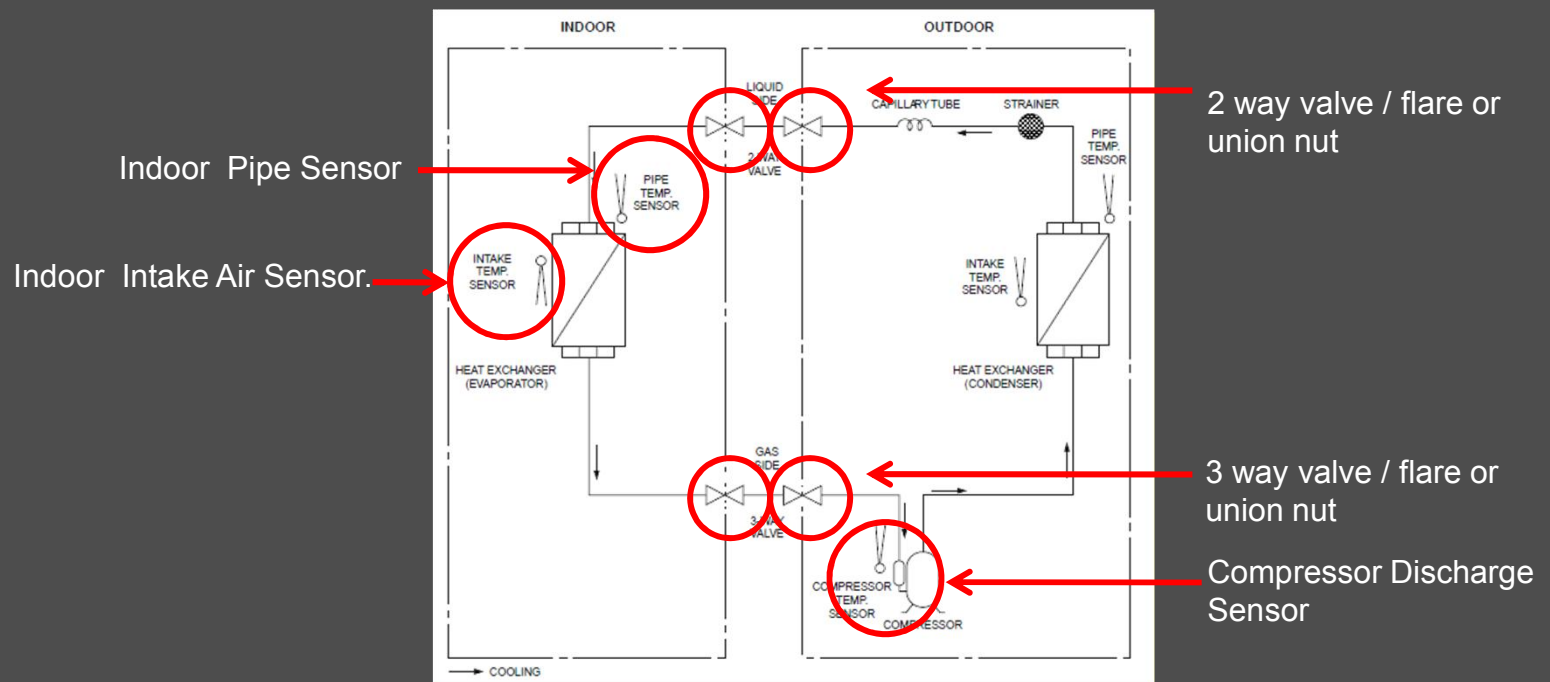 INDOOR
OUTDOOR
LIQUID
SIDE
CAPILLARY TUBE
STRAINER
2 way valve / flare or
union nut
PIPE
TEMP.
SENSOR
Indoor Pipe Sensor
2-WAY
VALVE
PIPE
TEMP.
SENSOR
Indoor Intake Air Sensor.
INTAKE
TEMP.
SENSOR
INTAKE
TEMP.
SENSOR
HEAT EXCHANGER
(EVAPORATOR)
HEAT EXCHANGER
(CONDENSER)
GAS
SIDE
3 way valve / flare or
union nut
3-WAY
VALVE
Compressor Discharge
Sensor
COMPRESSOR
TEMP.
SENSOR
COMPRESSOR
COOLING